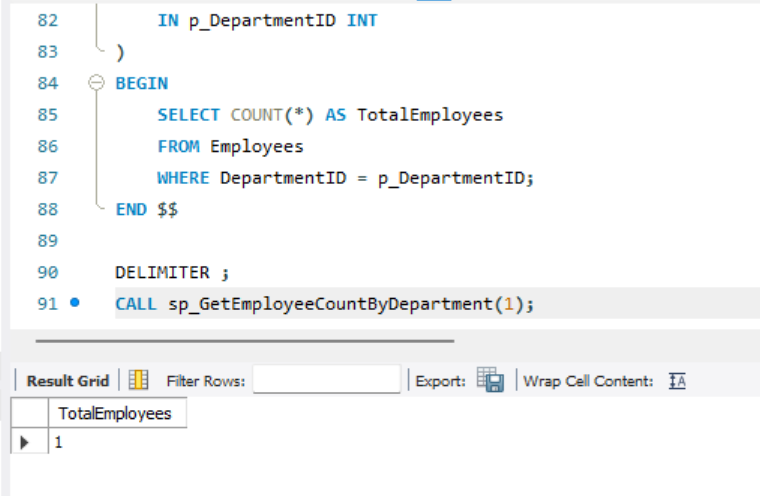 82 IN p_DepartmentID INT
83 )
84 BEGIN
85 SELECT COUNT(*) AS TotalEmployees
86 FROM Employees
87 WHERE DepartmentID = p_DepartmentID;
88 END $$
89
90 DELIMITER ;
91 CALL sp_GetEmployeeCountByDepartment(1);
Result Grid Filter Rows: Export: Wrap Cell Content: IA
TotalEmployees
1